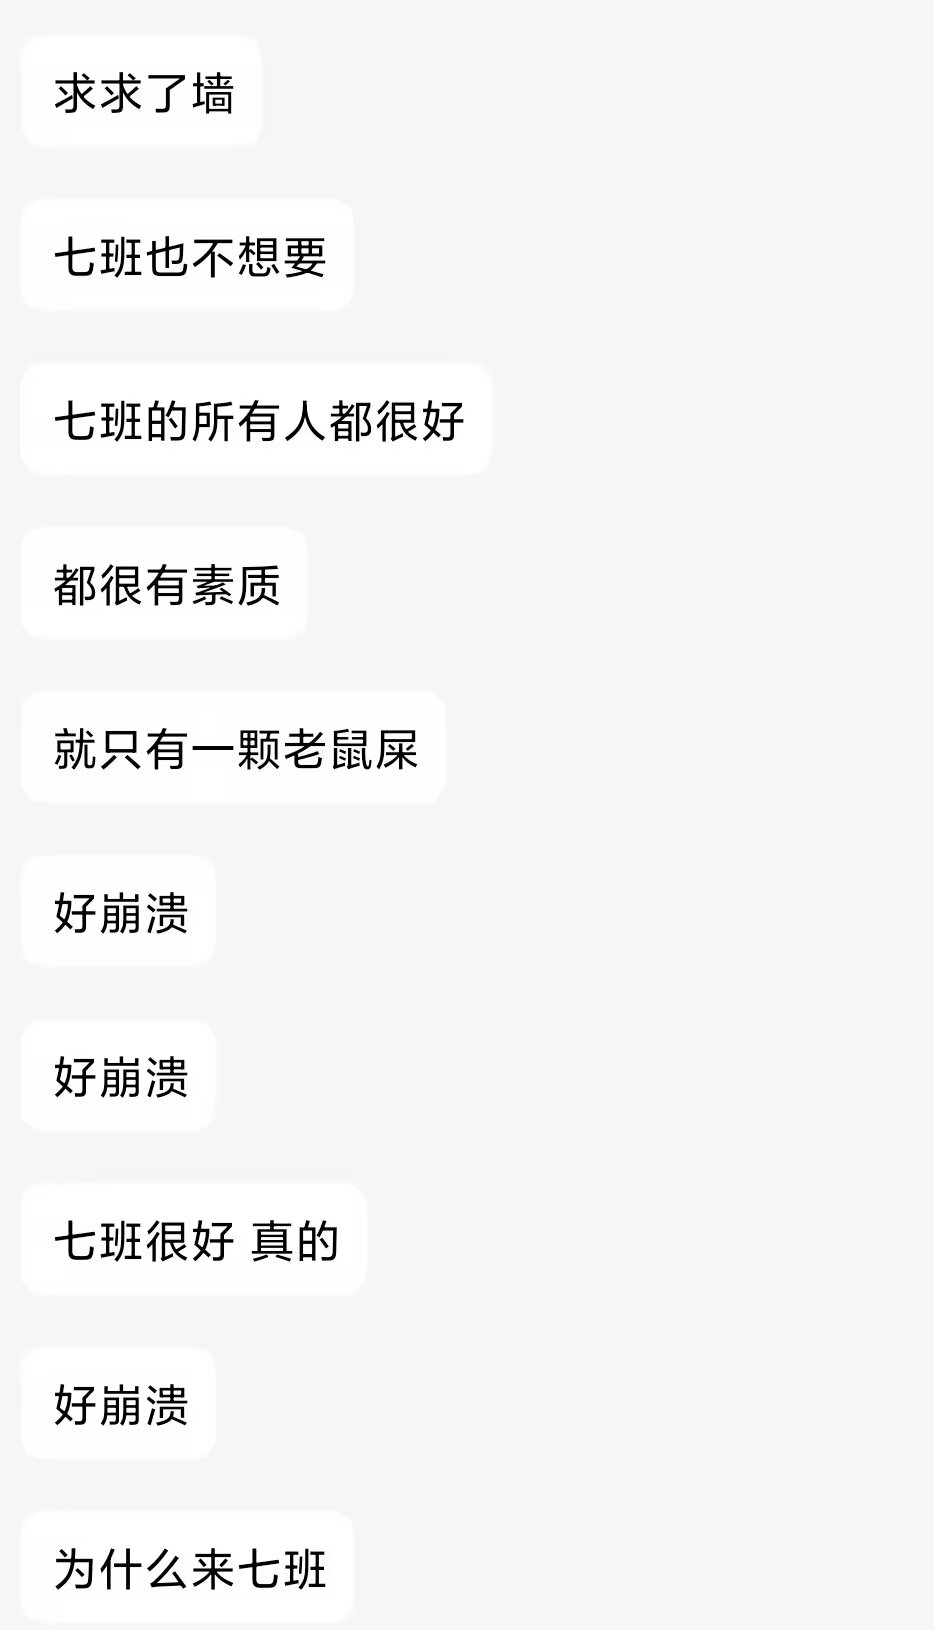 求求了墙
七班也不想要
七班的所有人都很好
都很有素质
就只有一颗老鼠屎
好崩溃
好崩溃
七班很好 真的
好崩溃
为什么来七班